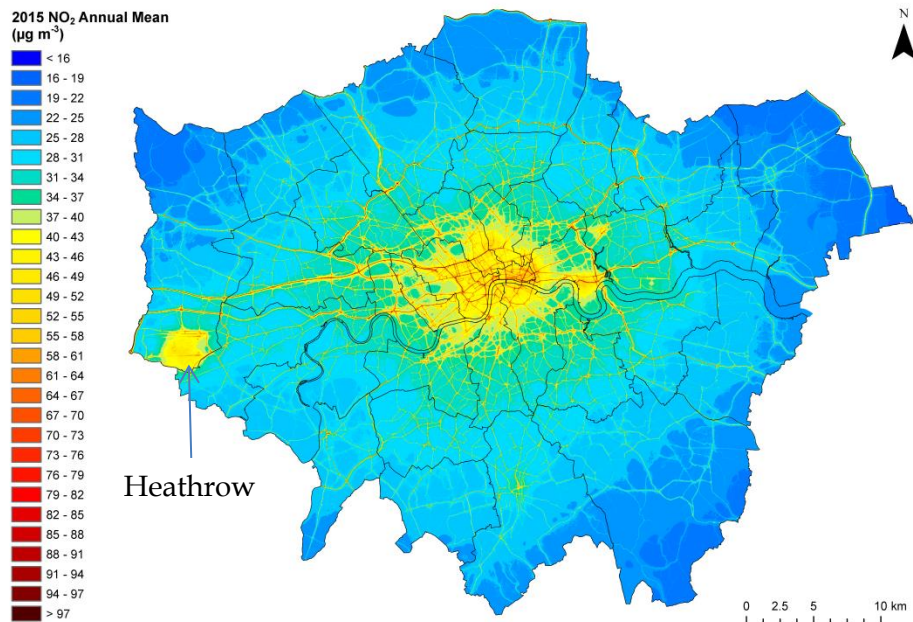 2015 NO₂ Annual Mean
(µg m⁻³)
< 16
16 - 19
19 - 22
22 - 25
25 - 28
28 - 31
31 - 34
34 - 37
37 - 40
40 - 43
43 - 46
46 - 49
49 - 52
52 - 55
55 - 58
58 - 61
61 - 64
64 - 67
67 - 70
70 - 73
73 - 76
76 - 79
79 - 82
82 - 85
85 - 88
88 - 91
91 - 94
94 - 97
> 97
N
Heathrow
0 2.5 5 10 km